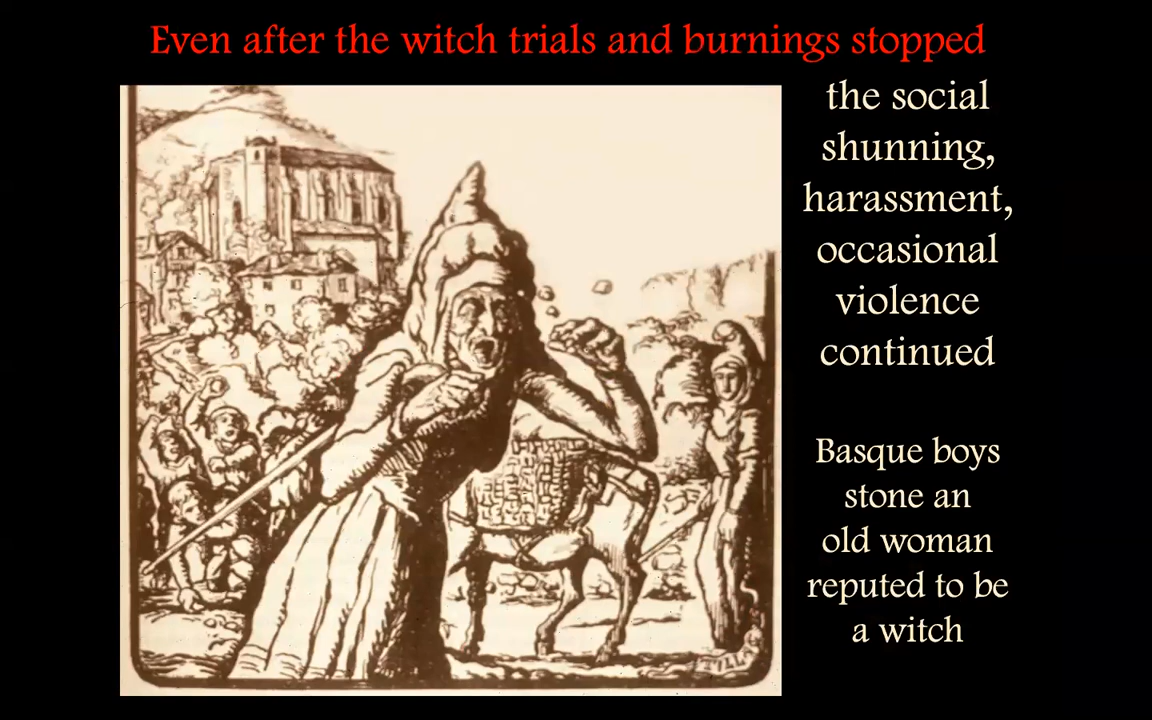 Even after the witch trials and burnings stopped
the social
shunning,
harassment,
occasional
violence
continued
Basque boys
stone an
old woman
reputed to be
a witch